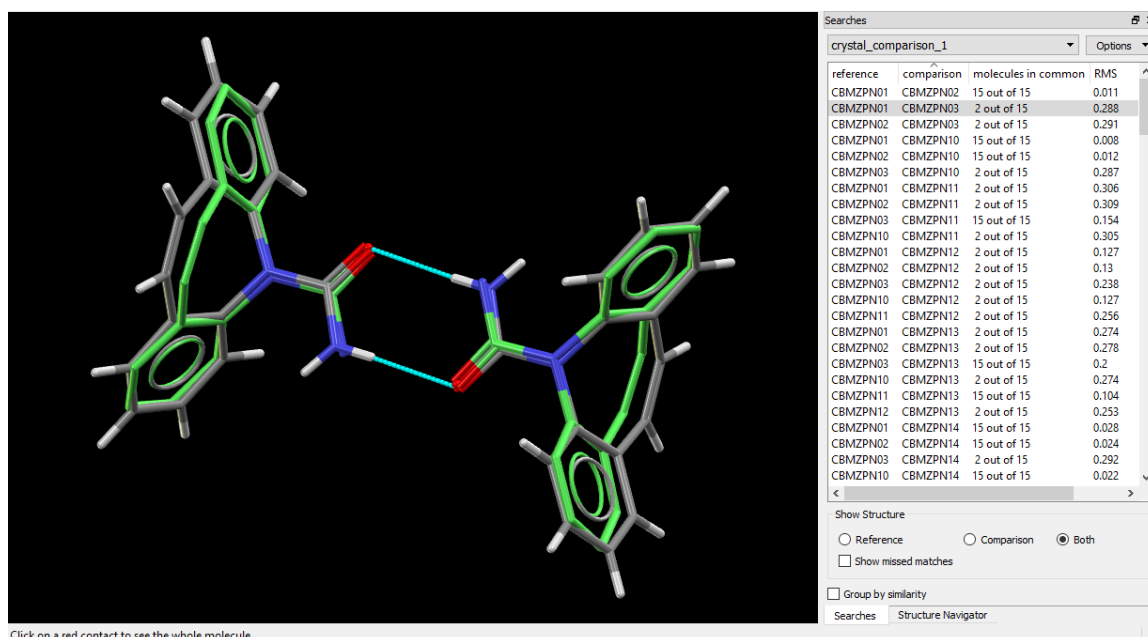 Searches
crystal_comparison_1 Options
reference comparison molecules in common RMS
CBMZPN01 CBMZPN02 15 out of 15 0.011
CBMZPN01 CBMZPN03 2 out of 15 0.288
CBMZPN02 CBMZPN03 2 out of 15 0.291
CBMZPN01 CBMZPN10 15 out of 15 0.008
CBMZPN02 CBMZPN10 15 out of 15 0.012
CBMZPN03 CBMZPN10 2 out of 15 0.287
CBMZPN01 CBMZPN11 2 out of 15 0.306
CBMZPN02 CBMZPN11 2 out of 15 0.309
CBMZPN03 CBMZPN11 15 out of 15 0.154
CBMZPN10 CBMZPN11 2 out of 15 0.305
CBMZPN01 CBMZPN12 2 out of 15 0.127
CBMZPN02 CBMZPN12 2 out of 15 0.13
CBMZPN03 CBMZPN12 2 out of 15 0.238
CBMZPN10 CBMZPN12 2 out of 15 0.127
CBMZPN11 CBMZPN12 2 out of 15 0.256
CBMZPN01 CBMZPN13 2 out of 15 0.274
CBMZPN02 CBMZPN13 2 out of 15 0.278
CBMZPN03 CBMZPN13 15 out of 15 0.2
CBMZPN10 CBMZPN13 2 out of 15 0.274
CBMZPN11 CBMZPN13 15 out of 15 0.104
CBMZPN12 CBMZPN13 2 out of 15 0.253
CBMZPN01 CBMZPN14 15 out of 15 0.028
CBMZPN02 CBMZPN14 15 out of 15 0.024
CBMZPN03 CBMZPN14 2 out of 15 0.292
CBMZPN10 CBMZPN14 15 out of 15 0.022
Show Structure
Reference Comparison Both
Show missed matches
Group by similarity
Searches Structure Navigator
Click on a red contact to see the whole molecule